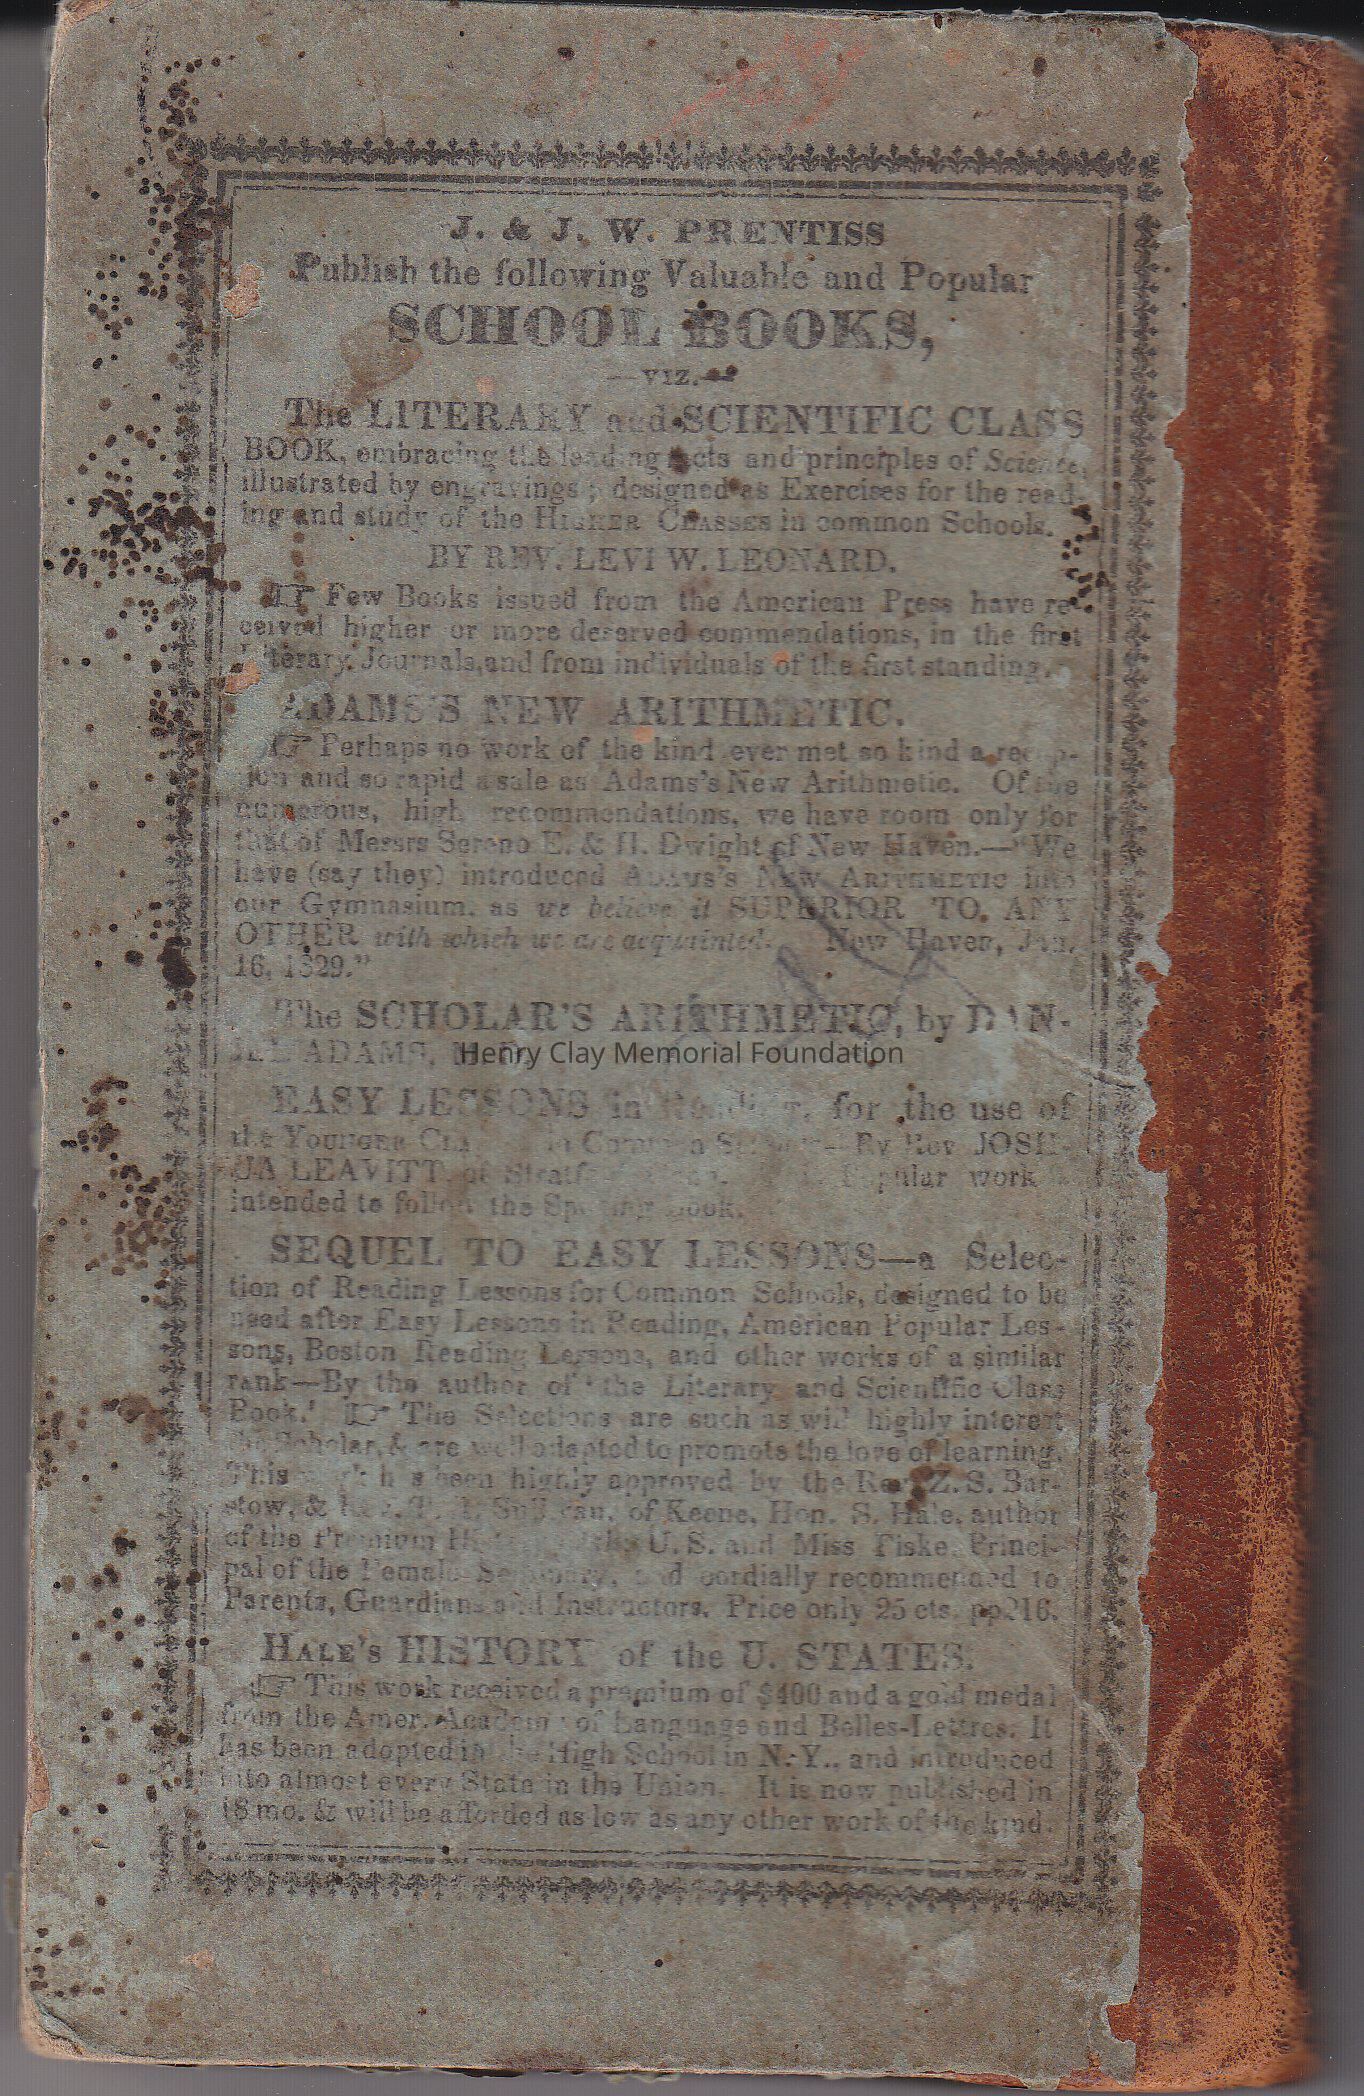 J. & J. W. PRENTISS
Publish the following Valuable and Popular
SCHOOL BOOKS,
—VIZ.—
The LITERARY and SCIENTIFIC CLASS
BOOK, embracing the leading facts and principles of Science,
illustrated by engravings; designed as Exercises for the read-
ing and study of the HIGHER CLASSES in common Schools.
BY REV. LEVI W. LEONARD.
☞ Few Books issued from the American Press have re-
ceived higher or more deserved commendations, in the first
Literary Journals, and from individuals of the first standing.
ADAMS'S NEW ARITHMETIC.
☞ Perhaps no work of the kind ever met so kind a recep-
tion and so rapid a sale as Adams's New Arithmetic. Of the
numerous, high recommendations, we have room only for
that of Messrs Sereno E. & H. Dwight of New Haven.—"We
have (say they) introduced ADAMS'S NEW ARITHMETIC into
our Gymnasium, as we believe it SUPERIOR TO ANY
OTHER with which we are acquainted. New Haven, Jan.
16, 1829."
The SCHOLAR'S ARITHMETIC, by DAN-
IEL ADAMS, M. D.
Henry Clay Memorial Foundation
EASY LESSONS in Reading, for the use of
the YOUNGER in Common By Rev JOSH-
UA LEAVITT, of Popular work
intended to follow the Spelling Book.
SEQUEL TO EASY LESSONS—a Selec-
tion of Reading Lessons for Common Schools, designed to be
used after Easy Lessons in Reading, American Popular Les-
sons, Boston Reading Lessons, and other works of a similar
rank—By the author of 'the Literary and Scientific Class
Book.' ☞ The Selections are such as will highly interest
the Scholar, & are well adapted to promote the love of learning.
This work has been highly approved by the Rev. Z. S. Bar-
stow, & of Keene, Hon. S. Hale, author
of the Premium History of the U. S. and Miss Fiske, Princi-
pal of the Female Seminary, and cordially recommended to
Parents, Guardians and Instructors. Price only 25 cts. pp 216.
HALE'S HISTORY of the U. STATES.
☞ This work received a premium of $400 and a gold medal
from the Amer. Academy of Language and Belles-Lettres. It
has been adopted in the High School in N. Y., and introduced
into almost every State in the Union. It is now published in
18 mo. & will be afforded as low as any other work of the kind.